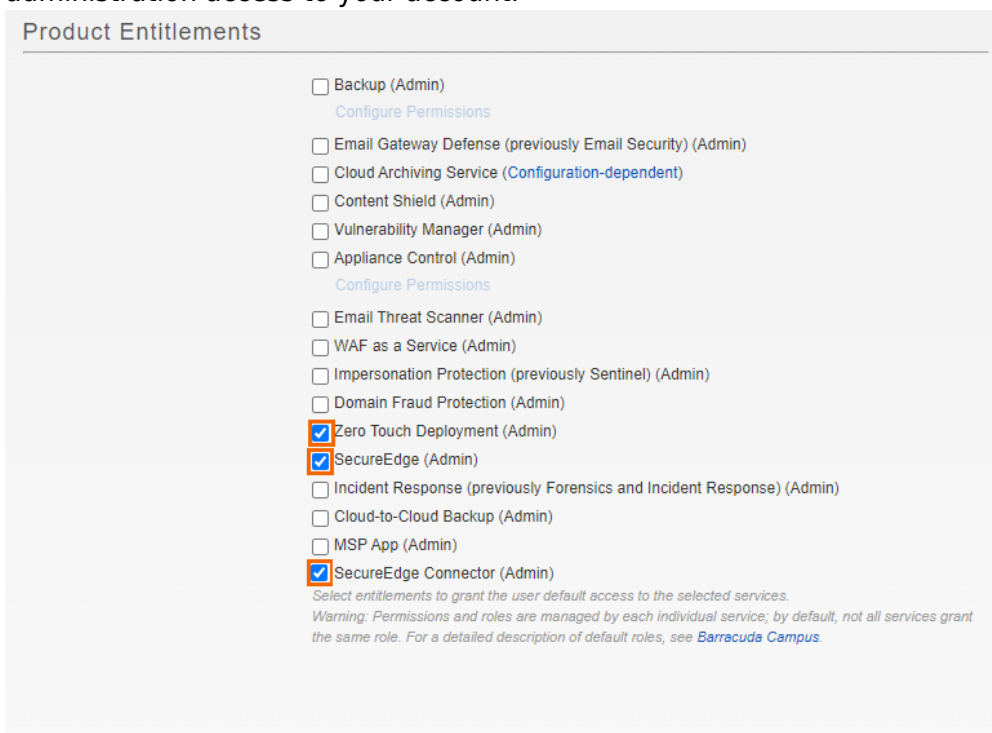 administration access to your account.
Product Entitlements
Backup (Admin)
Configure Permissions
Email Gateway Defense (previously Email Security) (Admin)
Cloud Archiving Service (Configuration-dependent)
Content Shield (Admin)
Vulnerability Manager (Admin)
Appliance Control (Admin)
Configure Permissions
Email Threat Scanner (Admin)
WAF as a Service (Admin)
Impersonation Protection (previously Sentinel) (Admin)
Domain Fraud Protection (Admin)
Zero Touch Deployment (Admin)
SecureEdge (Admin)
Incident Response (previously Forensics and Incident Response) (Admin)
Cloud-to-Cloud Backup (Admin)
MSP App (Admin)
SecureEdge Connector (Admin)
Select entitlements to grant the user default access to the selected services.
Warning: Permissions and roles are managed by each individual service; by default, not all services grant
the same role. For a detailed description of default roles, see Barracuda Campus.